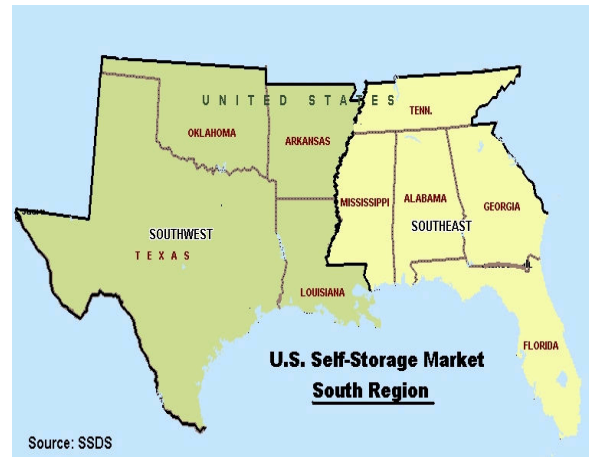 UNITED STATES
TENN.
OKLAHOMA
ARKANSAS
MISSISSIPPI
ALABAMA
GEORGIA
SOUTHEAST
SOUTHWEST
TEXAS
LOUISIANA
FLORIDA
U.S. Self-Storage Market
South Region
Source: SSDS